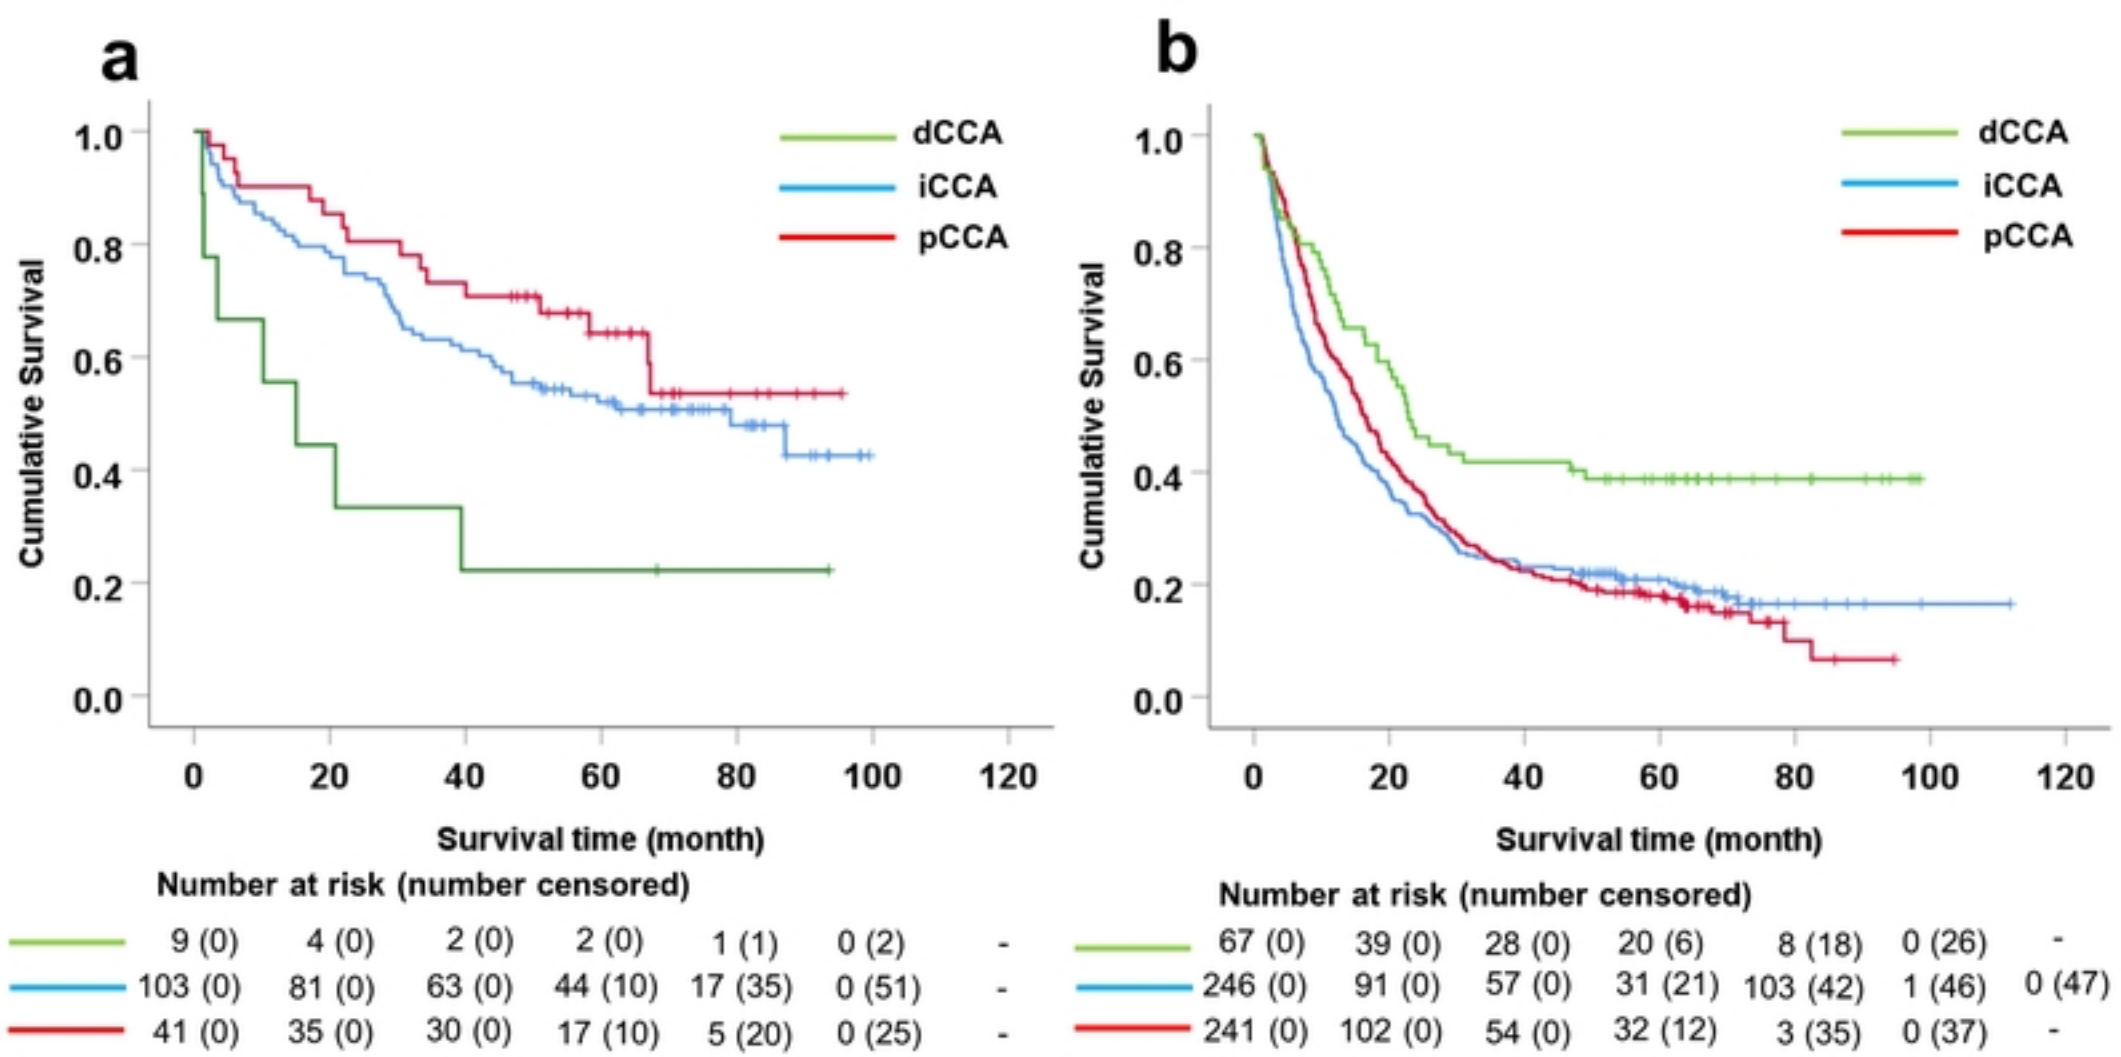 a
1.0
0.8
0.6
0.4
0.2
0.0
Cumulative Survival
dCCA
iCCA
pCCA
0 20 40 60 80 100 120
Survival time (month)
Number at risk (number censored)
9 (0) 4 (0) 2 (0) 2 (0) 1 (1) 0 (2) -
103 (0) 81 (0) 63 (0) 44 (10) 17 (35) 0 (51) -
41 (0) 35 (0) 30 (0) 17 (10) 5 (20) 0 (25) -
b
1.0
0.8
0.6
0.4
0.2
0.0
Cumulative Survival
dCCA
iCCA
pCCA
0 20 40 60 80 100 120
Survival time (month)
Number at risk (number censored)
67 (0) 39 (0) 28 (0) 20 (6) 8 (18) 0 (26) -
246 (0) 91 (0) 57 (0) 31 (21) 103 (42) 1 (46) 0 (47)
241 (0) 102 (0) 54 (0) 32 (12) 3 (35) 0 (37) -